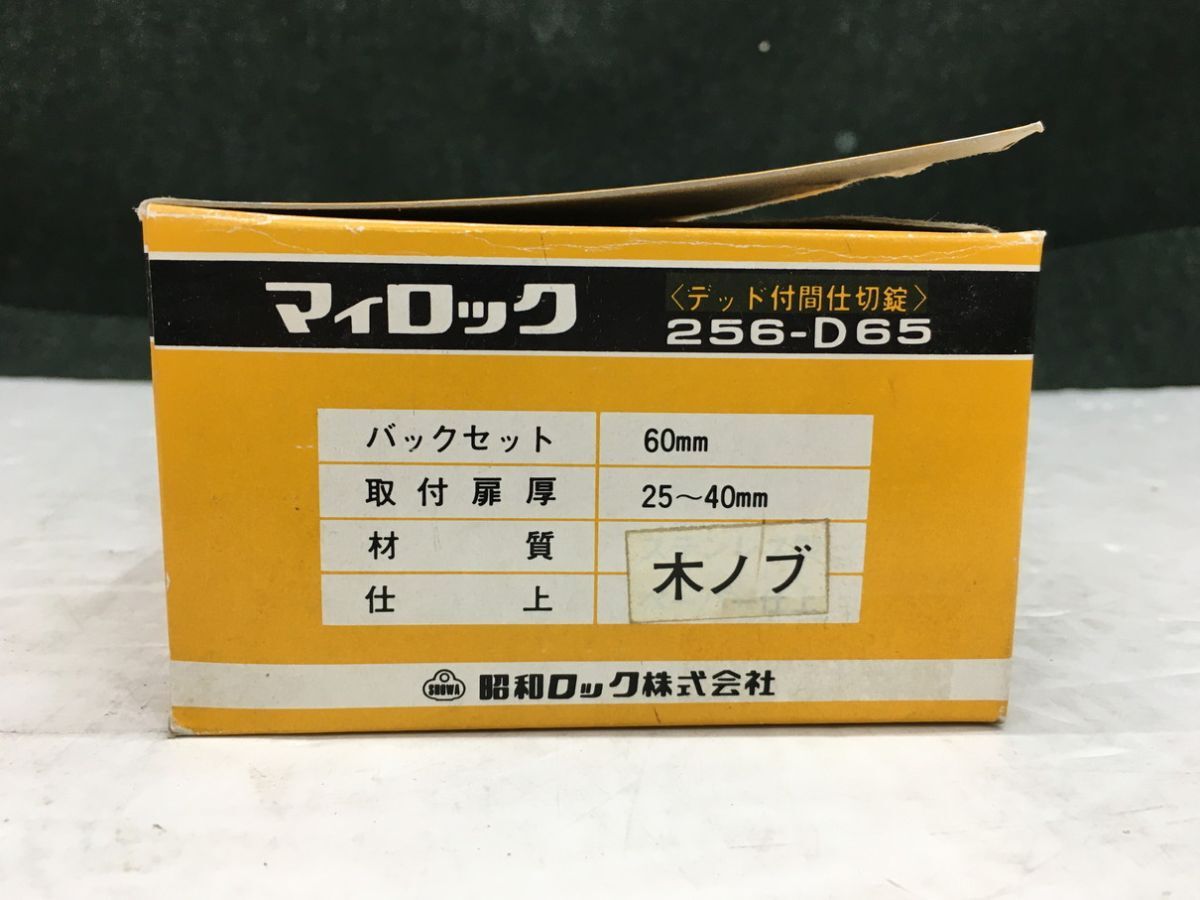 マイロック
〈デッド付間仕切錠〉
256-D65
バックセット 60mm
取付扉厚 25〜40mm
材質
仕上
木ノブ
SHOWA 昭和ロック株式会社